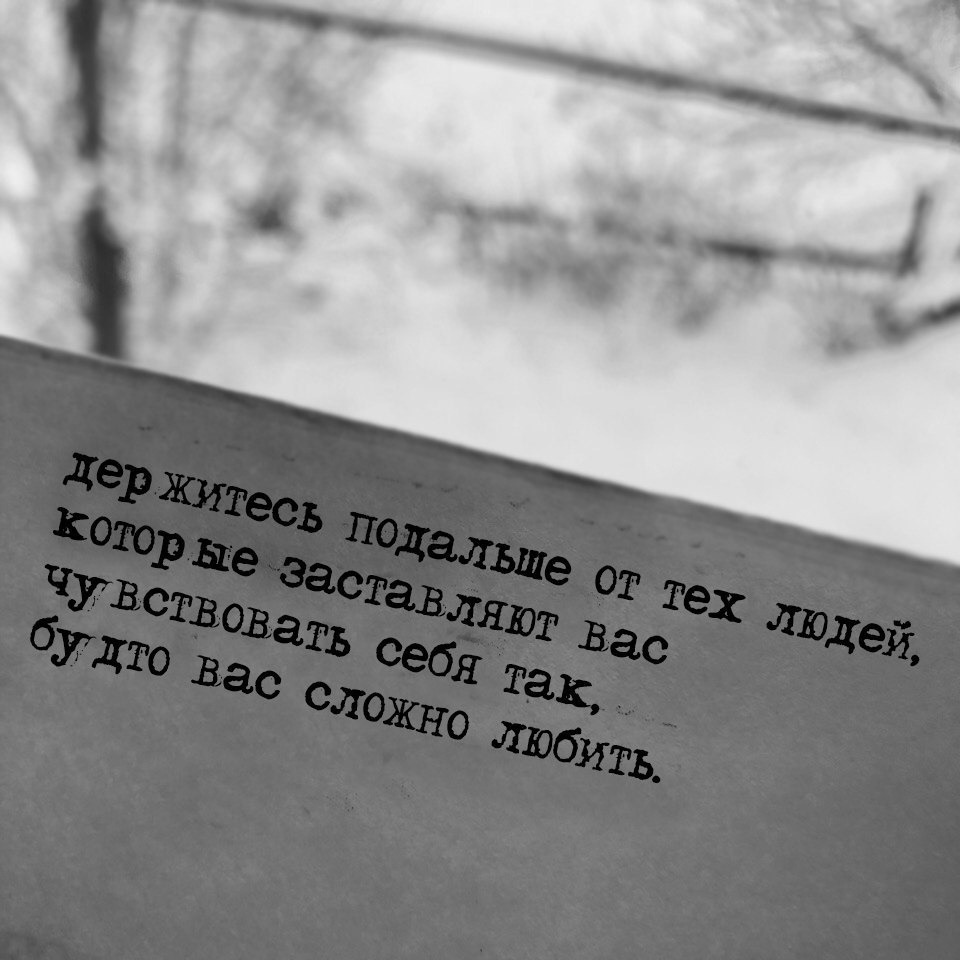 держитесь подальше от тех людей,
которые заставляют вас
чувствовать себя так,
будто вас сложно любить.